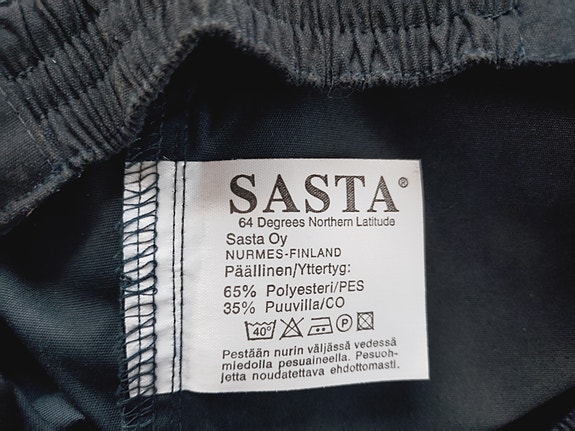 SASTA®
64 Degrees Northern Latitude
Sasta Oy
NURMES-FINLAND
Päällinen/Yttertyg:
65% Polyesteri/PES
35% Puuvilla/CO
40° P
Pestään nurin väljässä vedessä
miedolla pesuaineella. Pesuoh-
jetta noudatettava ehdottomasti.